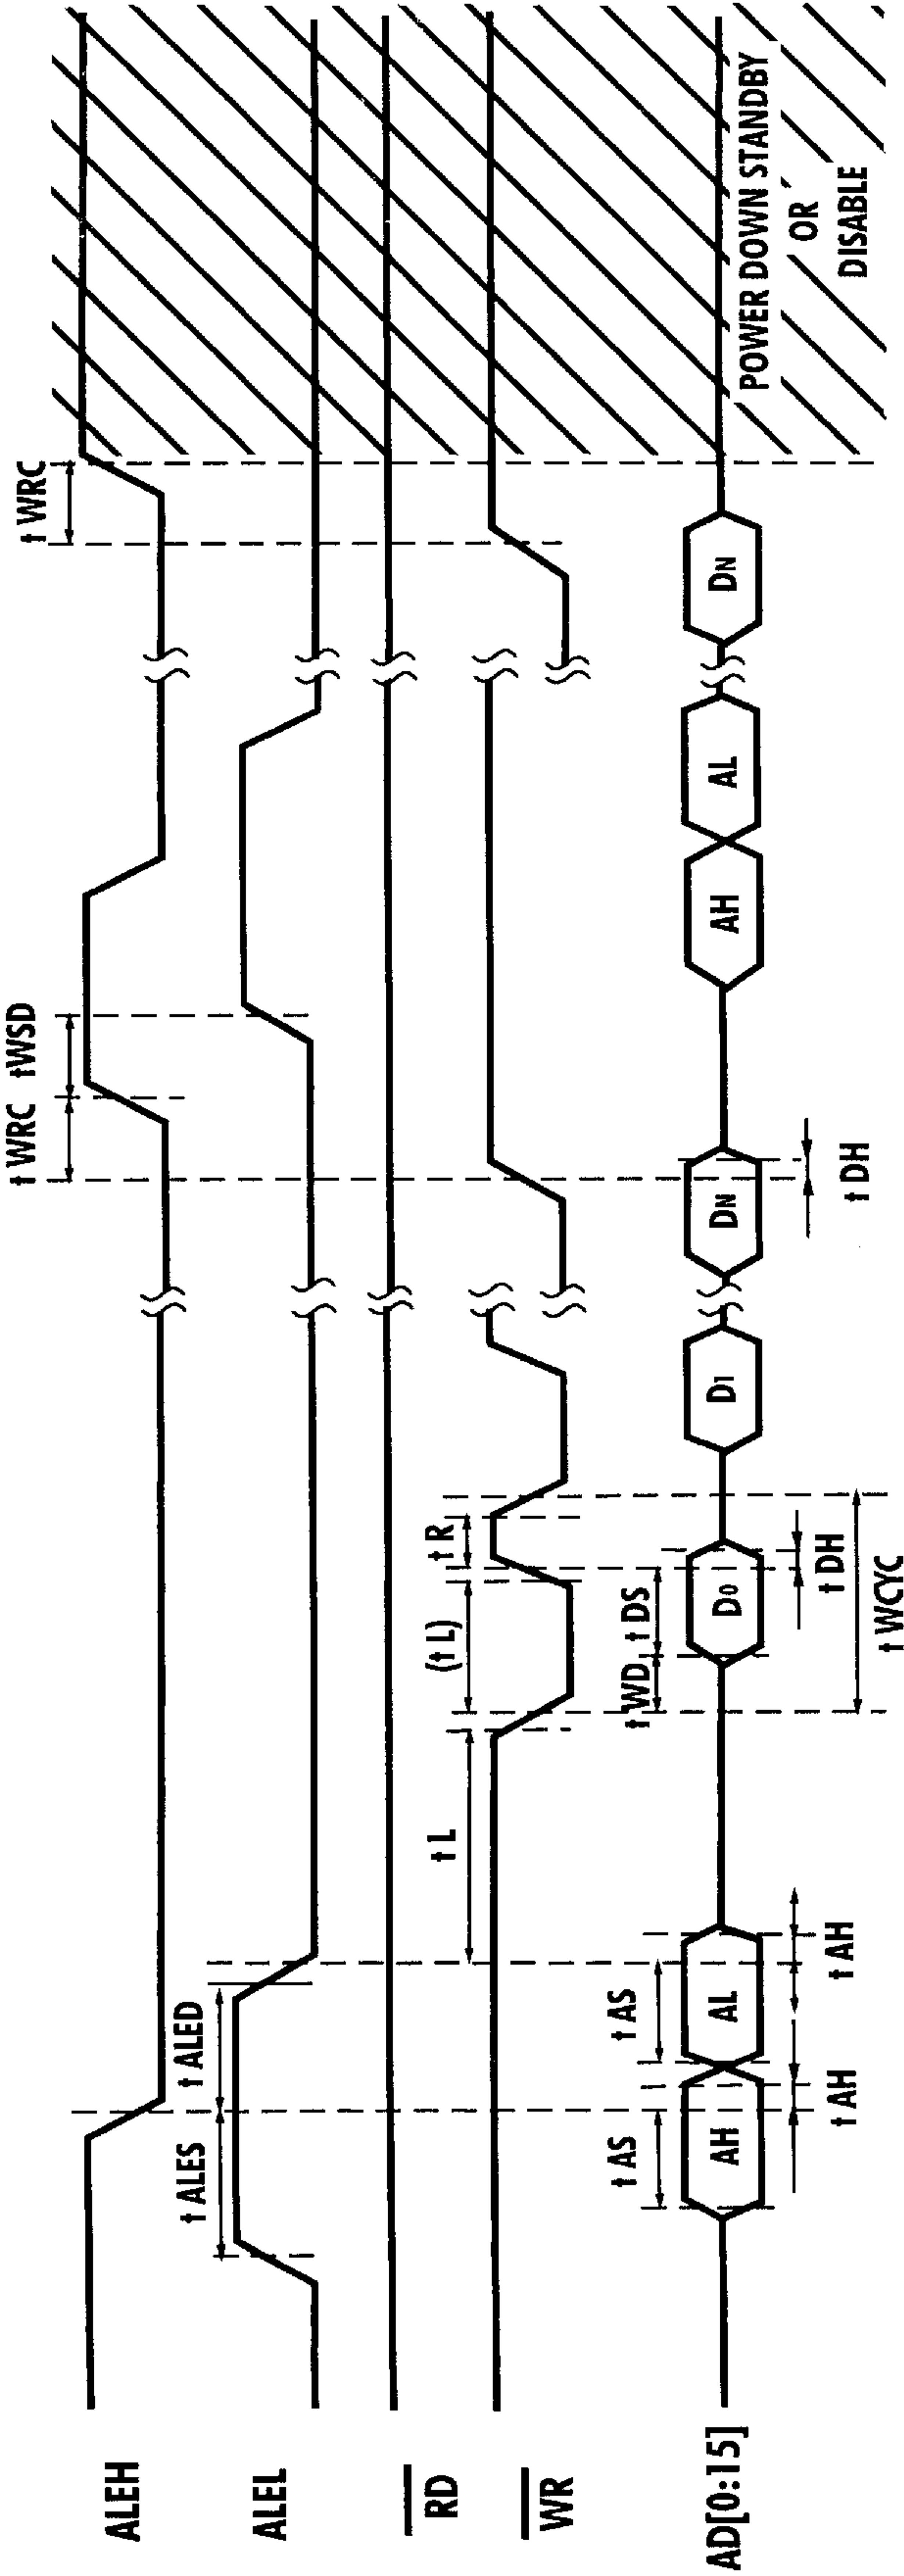 ALEH
ALEL
RD
WR
AD[0:15]
t ALES
t ALED
t WRC
tWSD
t WRC
t L
(t L)
t R
t AS
t AS
t WD
t DS
AH
AL
D0
D1
DN
AH
AL
DN
t AH
t AH
t DH
t DH
t WCYC
POWER DOWN STANDBY
OR
DISABLE